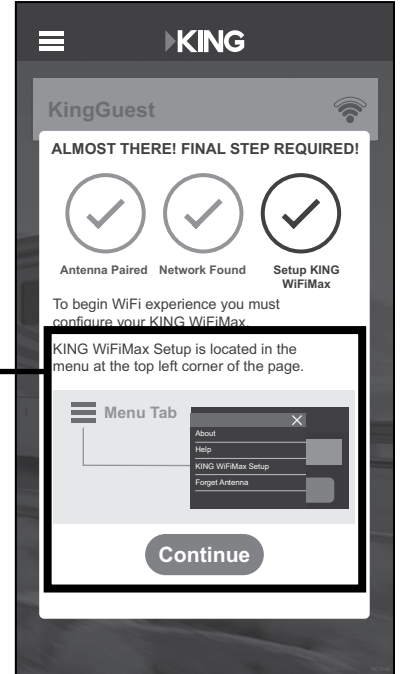 KING
KingGuest
ALMOST THERE! FINAL STEP REQUIRED!
Antenna Paired Network Found Setup KING
WiFiMax
To begin WiFi experience you must
configure your KING WiFiMax.
KING WiFiMax Setup is located in the
menu at the top left corner of the page.
Menu Tab
About
Help
KING WiFiMax Setup
Forget Antenna
Continue